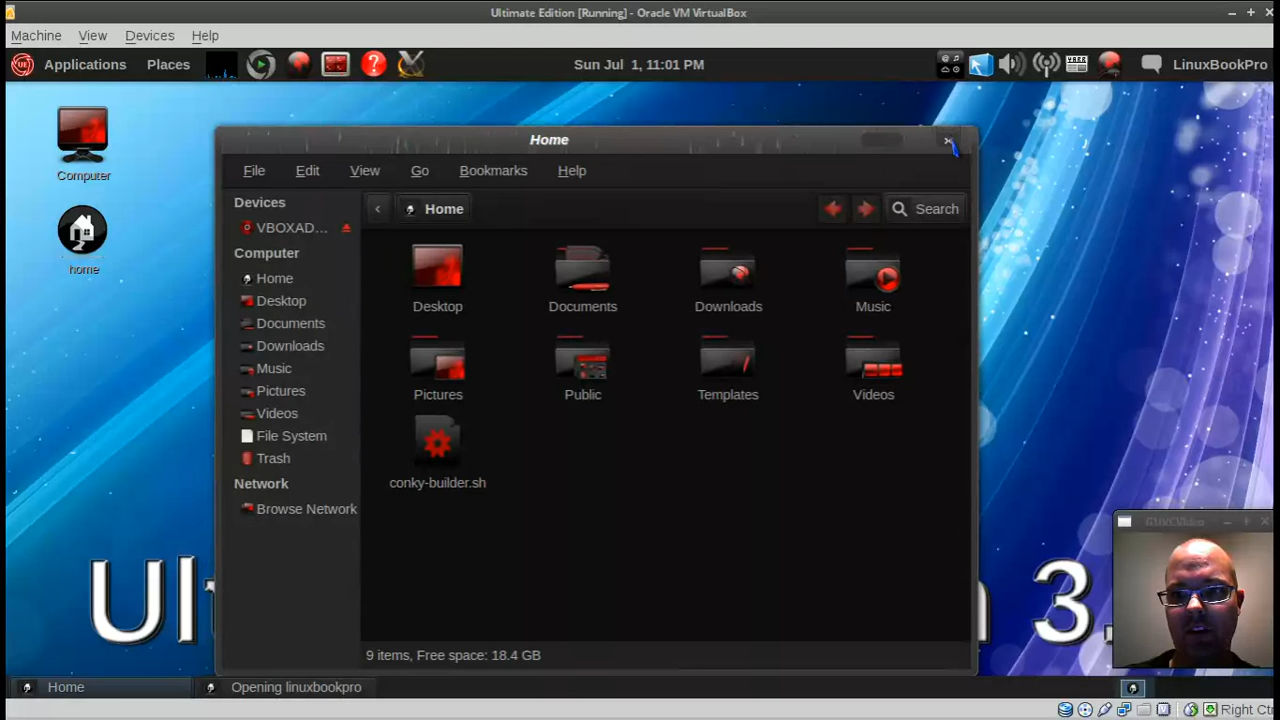 Ultimate Edition [Running] - Oracle VM VirtualBox
Machine View Devices Help
Applications Places Sun Jul 1, 11:01 PM LinuxBookPro
Computer
home
Home
File Edit View Go Bookmarks Help
Home Search
Devices
VBOXAD...
Computer
Home
Desktop
Documents
Downloads
Music
Pictures
Videos
File System
Trash
Network
Browse Network
Desktop Documents Downloads Music
Pictures Public Templates Videos
conky-builder.sh
9 items, Free space: 18.4 GB
Ult 3.
Home Opening linuxbookpro
Right Ctr